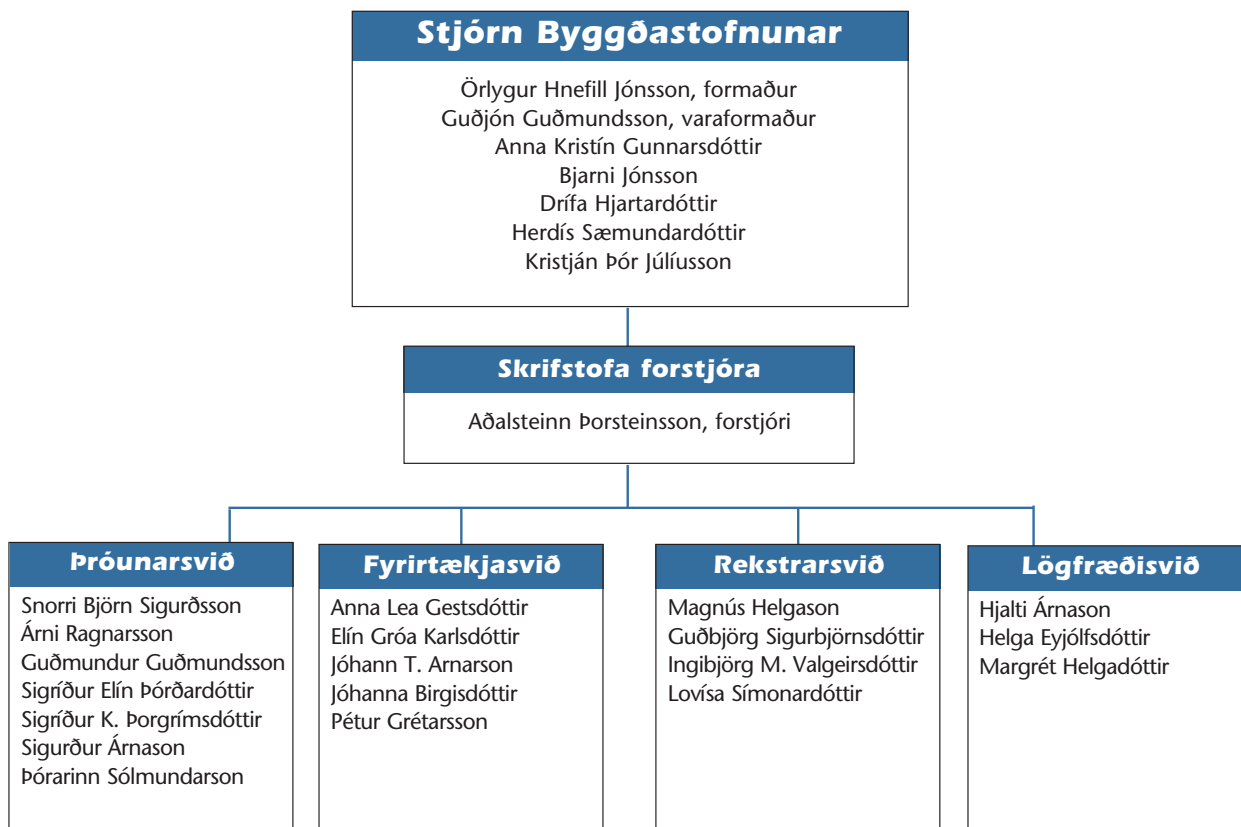 Stjórn Byggðastofnunar
Örlygur Hnefill Jónsson, formaður
Guðjón Guðmundsson, varaformaður
Anna Kristín Gunnarsdóttir
Bjarni Jónsson
Drífa Hjartardóttir
Herdís Sæmundardóttir
Kristján Þór Júlíusson
Skrifstofa forstjóra
Aðalsteinn Þorsteinsson, forstjóri
Þróunarsvið
Snorri Björn Sigurðsson
Árni Ragnarsson
Guðmundur Guðmundsson
Sigríður Elín Þórðardóttir
Sigríður K. Þorgrímsdóttir
Sigurður Árnason
Þórarinn Sólmundarson
Fyrirtækjasvið
Anna Lea Gestsdóttir
Elín Gróa Karlsdóttir
Jóhann T. Arnarson
Jóhanna Birgisdóttir
Pétur Grétarsson
Rekstrarsvið
Magnús Helgason
Guðbjörg Sigurbjörnsdóttir
Ingibjörg M. Valgeirsdóttir
Lovísa Símonardóttir
Lögfræðisvið
Hjalti Árnason
Helga Eyjólfsdóttir
Margrét Helgadóttir